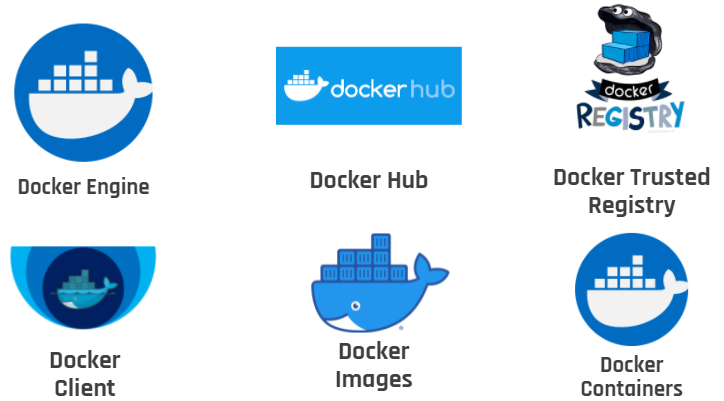 dockerhub
docker
REGISTRY
Docker Engine
Docker Hub
Docker Trusted
Registry
Docker
Client
Docker
Images
Docker
Containers